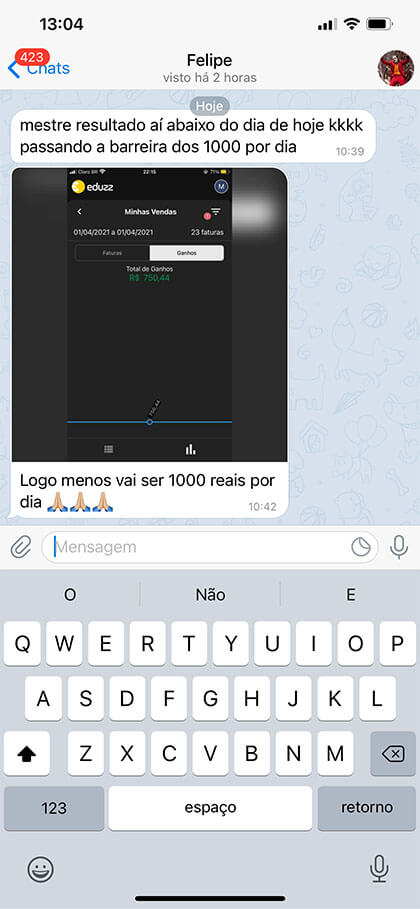 13:04
423
Chats
Felipe
visto há 2 horas
Hoje
mestre resultado aí abaixo do dia de hoje kkkk
passando a barreira dos 1000 por dia
10:39
Claro BR
22:15
71%
eduzz
M
Minhas Vendas
01/04/2021 a 01/04/2021
23 faturas
Faturas
Ganhos
Total de Ganhos
R$ 750,44
750,44
Logo menos vai ser 1000 reais por
dia 🙏🏼🙏🏼🙏🏼
10:42
Mensagem
O Não E
Q W E R T Y U I O P
A S D F G H J K L
Z X C V B N M
123 espaço retorno